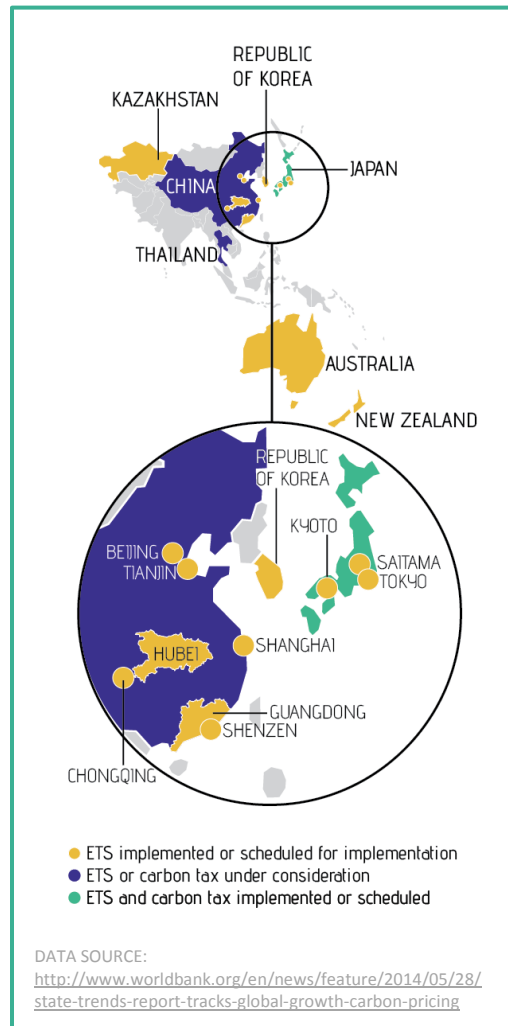 REPUBLIC
OF KOREA
KAZAKHSTAN
JAPAN
CHINA
THAILAND
AUSTRALIA
NEW ZEALAND
REPUBLIC
OF KOREA
KYOTO
BEIJING
TIANJIN
SAITAMA
TOKYO
SHANGHAI
HUBEI
GUANGDONG
SHENZEN
CHONGQING
ETS implemented or scheduled for implementation
ETS or carbon tax under consideration
ETS and carbon tax implemented or scheduled
DATA SOURCE:
http://www.worldbank.org/en/news/feature/2014/05/28/
state-trends-report-tracks-global-growth-carbon-pricing